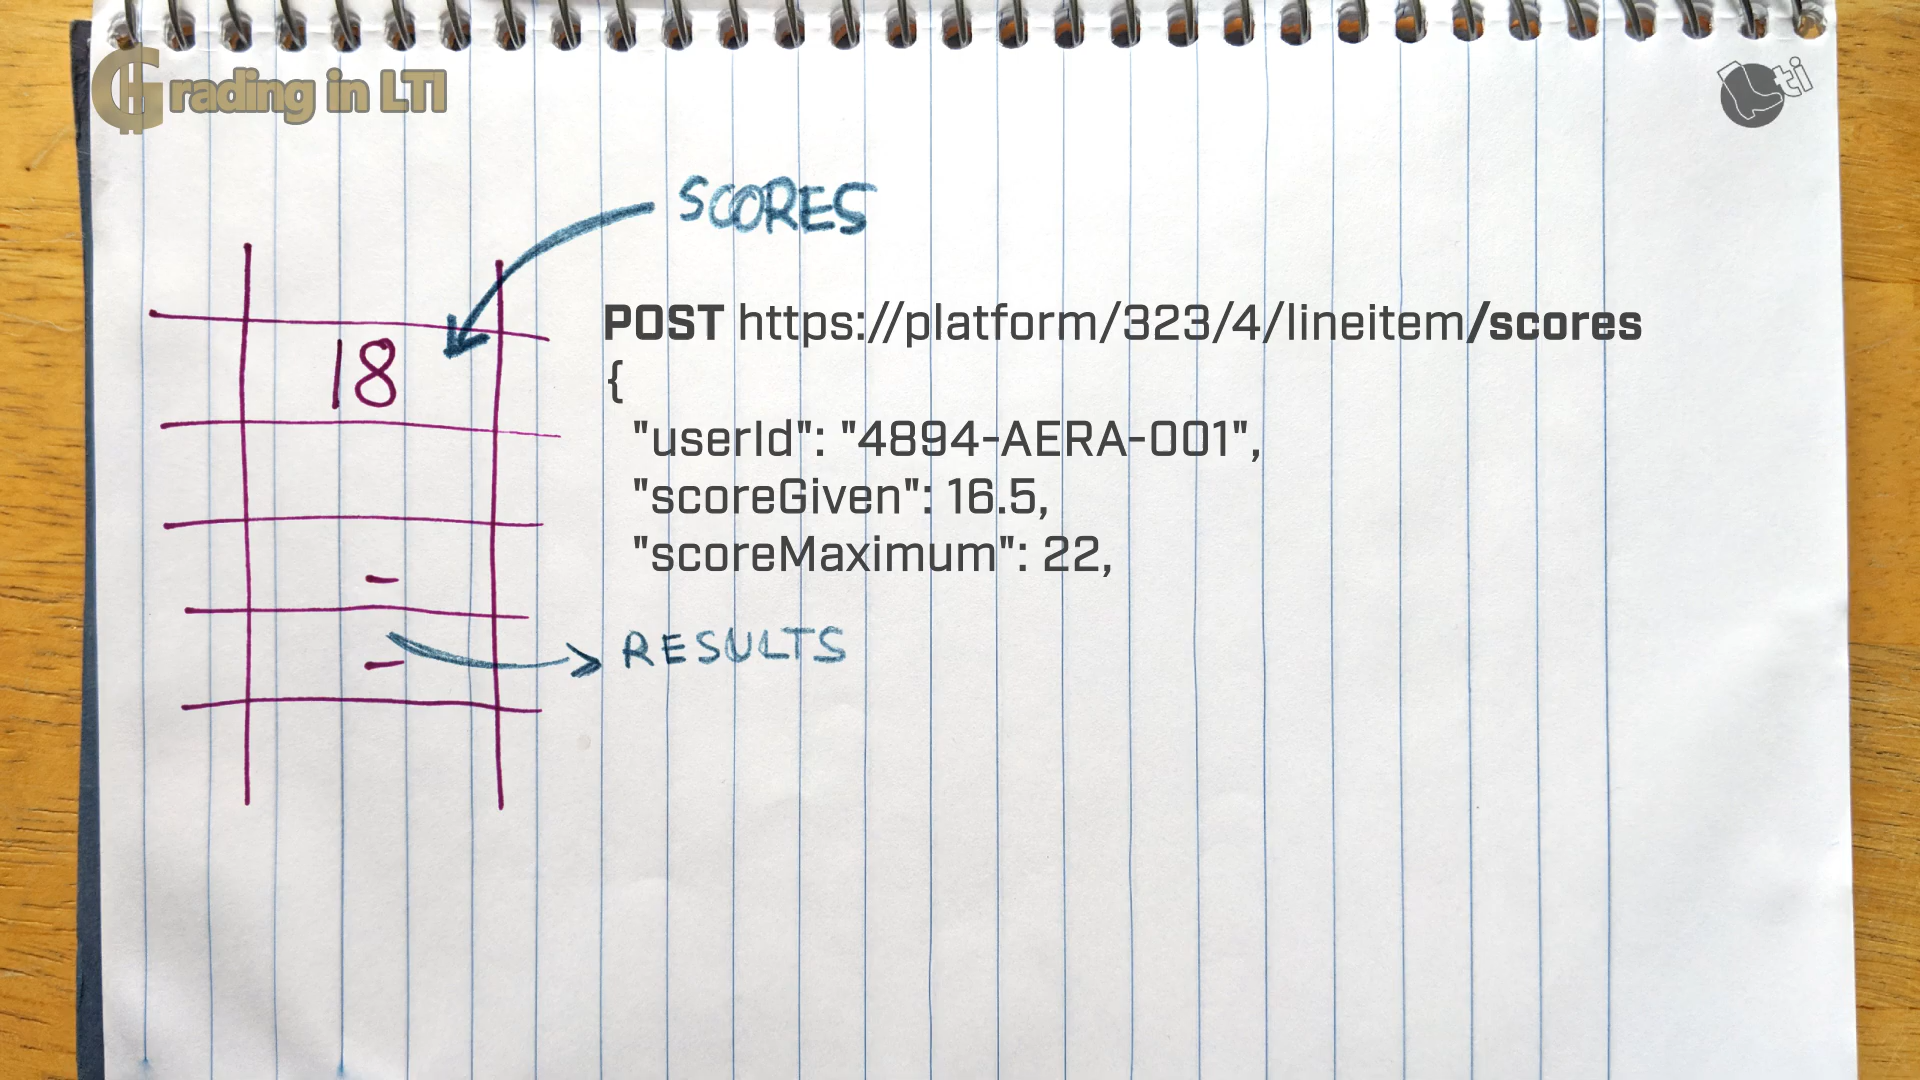 Grading in LTI
lti
SCORES
18
POST https://platform/323/4/lineitem/scores
{
"userId": "4894-AERA-001",
"scoreGiven": 16.5,
"scoreMaximum": 22,
-
RESULTS
-